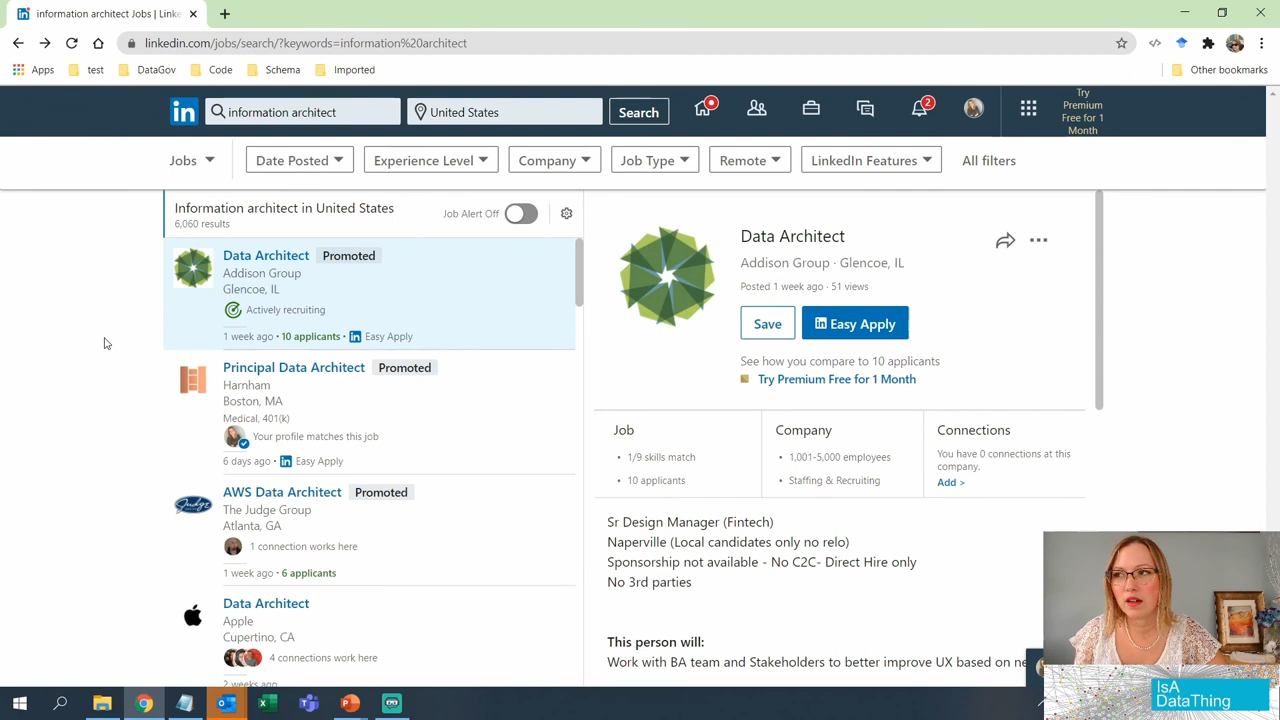 information architect Jobs | Linke
linkedin.com/jobs/search/?keywords=information%20architect
Apps test DataGov Code Schema Imported Other bookmarks
in information architect United States Search 2 Try Premium Free for 1 Month
Jobs Date Posted Experience Level Company Job Type Remote LinkedIn Features All filters
Information architect in United States
6,060 results
Job Alert Off
Data Architect Promoted
Addison Group
Glencoe, IL
Actively recruiting
1 week ago · 10 applicants · in Easy Apply
Principal Data Architect Promoted
Harnham
Boston, MA
Medical, 401(k)
Your profile matches this job
6 days ago · in Easy Apply
AWS Data Architect Promoted
Judge
The Judge Group
Atlanta, GA
1 connection works here
1 week ago · 6 applicants
Data Architect
Apple
Cupertino, CA
4 connections work here
2 weeks ago
Data Architect
Addison Group · Glencoe, IL
Posted 1 week ago · 51 views
Save in Easy Apply
See how you compare to 10 applicants
Try Premium Free for 1 Month
Job
• 1/9 skills match
• 10 applicants
Company
• 1,001-5,000 employees
• Staffing & Recruiting
Connections
You have 0 connections at this
company.
Add >
Sr Design Manager (Fintech)
Naperville (Local candidates only no relo)
Sponsorship not available - No C2C- Direct Hire only
No 3rd parties
This person will:
Work with BA team and Stakeholders to better improve UX based on ne
IsA
DataThing